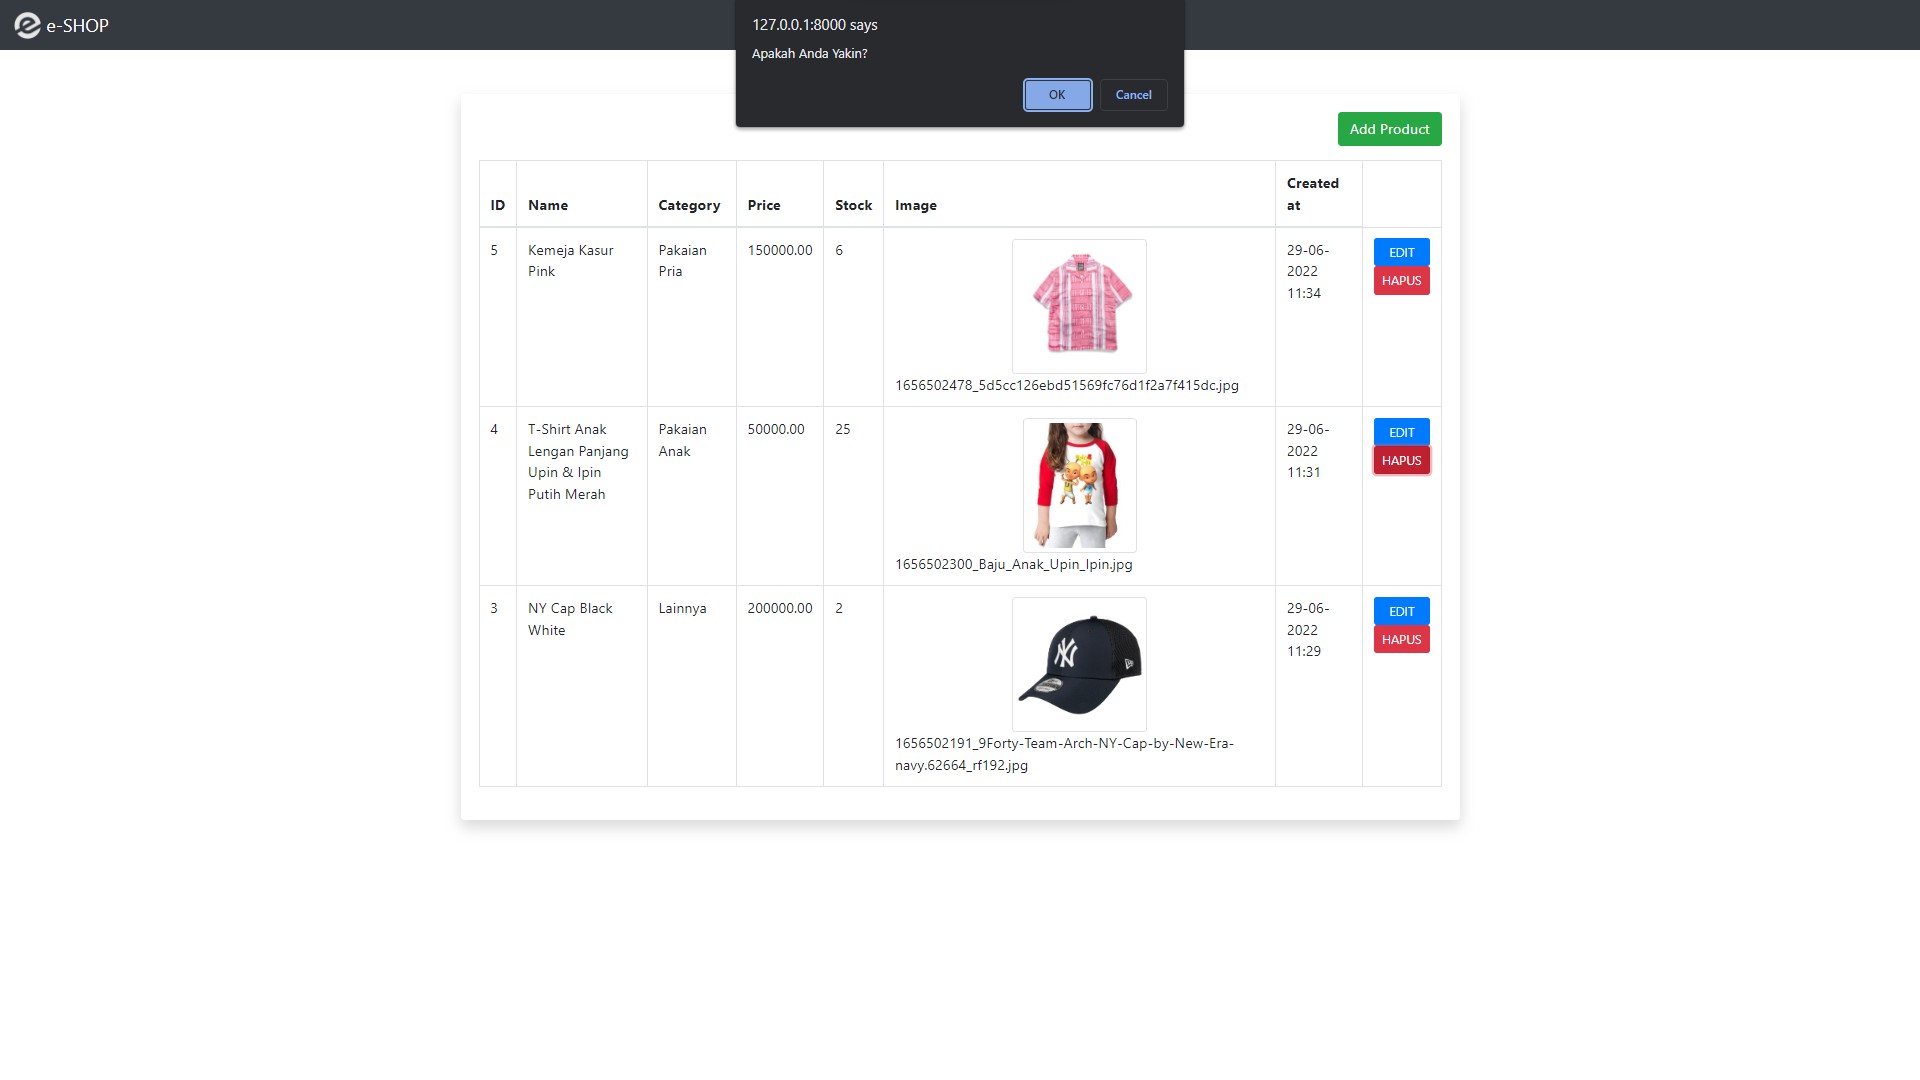 e-SHOP
127.0.0.1:8000 says
Apakah Anda Yakin?
OK
Cancel
Add Product
ID
Name
Category
Price
Stock
Image
Created
at
5
Kemeja Kasur
Pink
Pakaian
Pria
150000.00
6
1656502478_5d5cc126ebd51569fc76d1f2a7f415dc.jpg
29-06-
2022
11:34
EDIT
HAPUS
4
T-Shirt Anak
Lengan Panjang
Upin & Ipin
Putih Merah
Pakaian
Anak
50000.00
25
1656502300_Baju_Anak_Upin_Ipin.jpg
29-06-
2022
11:31
EDIT
HAPUS
3
NY Cap Black
White
Lainnya
200000.00
2
NY
1656502191_9Forty-Team-Arch-NY-Cap-by-New-Era-
navy.62664_rf192.jpg
29-06-
2022
11:29
EDIT
HAPUS